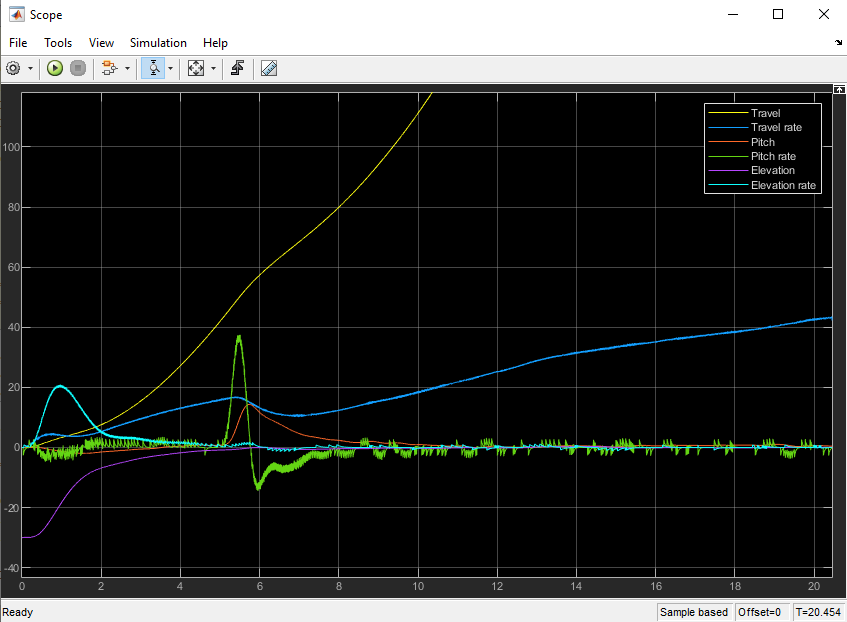 Scope
File Tools View Simulation Help
Travel
Travel rate
Pitch
Pitch rate
Elevation
Elevation rate
100
80
60
40
20
0
-20
-40
0 2 4 6 8 10 12 14 16 18 20
Ready Sample based Offset=0 T=20.454